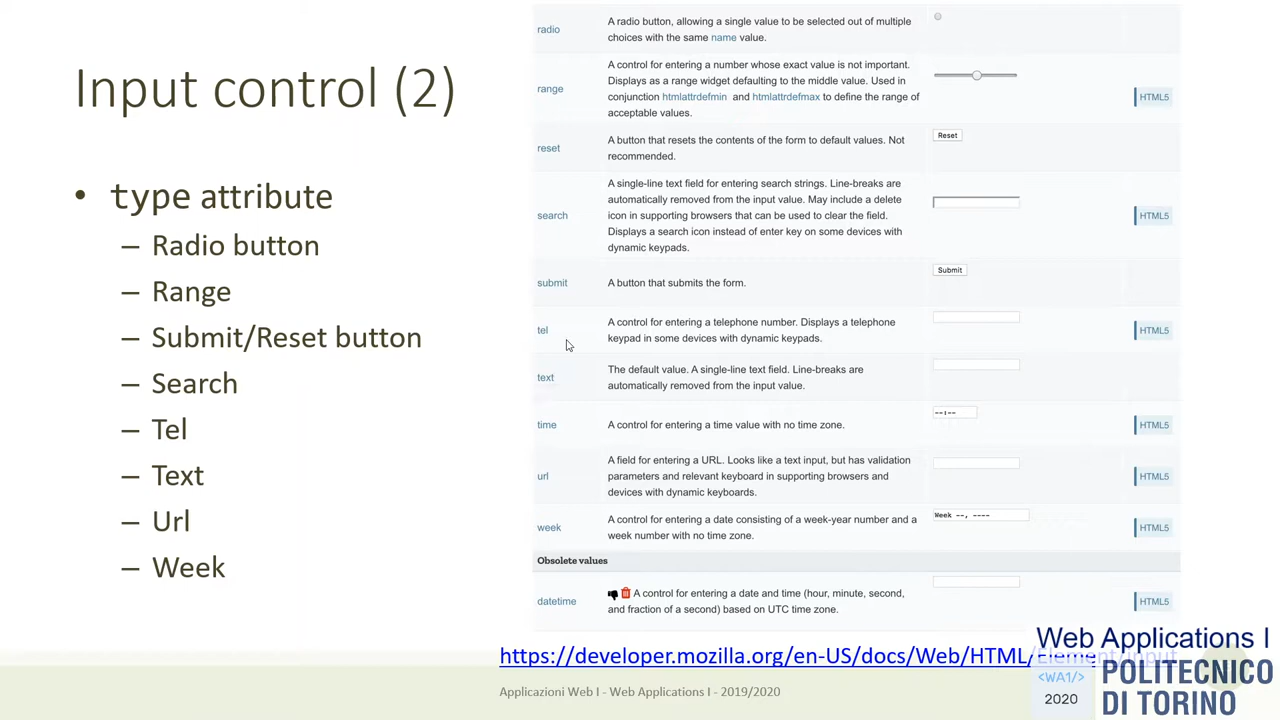 Input control (2)
• type attribute
– Radio button
– Range
– Submit/Reset button
– Search
– Tel
– Text
– Url
– Week
radio
A radio button, allowing a single value to be selected out of multiple
choices with the same name value.
range
A control for entering a number whose exact value is not important.
Displays as a range widget defaulting to the middle value. Used in
conjunction htmlattrdefmin and htmlattrdefmax to define the range of
acceptable values.
HTML5
reset
A button that resets the contents of the form to default values. Not
recommended.
Reset
search
A single-line text field for entering search strings. Line-breaks are
automatically removed from the input value. May include a delete
icon in supporting browsers that can be used to clear the field.
Displays a search icon instead of enter key on some devices with
dynamic keypads.
HTML5
submit
A button that submits the form.
Submit
tel
A control for entering a telephone number. Displays a telephone
keypad in some devices with dynamic keypads.
HTML5
text
The default value. A single-line text field. Line-breaks are
automatically removed from the input value.
time
A control for entering a time value with no time zone.
--:--
HTML5
url
A field for entering a URL. Looks like a text input, but has validation
parameters and relevant keyboard in supporting browsers and
devices with dynamic keyboards.
HTML5
week
A control for entering a date consisting of a week-year number and a
week number with no time zone.
Week --, ----
HTML5
Obsolete values
datetime
A control for entering a date and time (hour, minute, second,
and fraction of a second) based on UTC time zone.
HTML5
https://developer.mozilla.org/en-US/docs/Web/HTML/Element/input
Applicazioni Web I - Web Applications I - 2019/2020
Web Applications I
<WA1/>
2020
POLITECNICO
DI TORINO